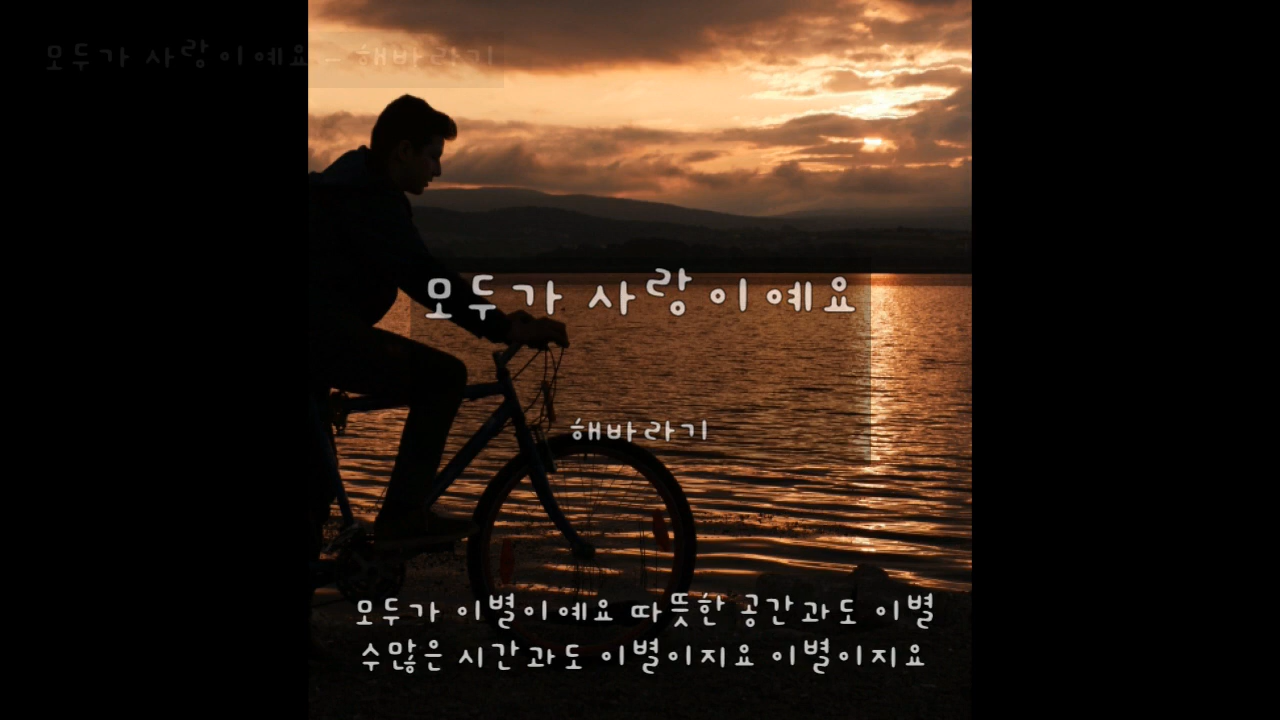 모두가 사랑이예요 - 해바라기
모두가 사랑이예요
해바라기
모두가 이별이예요 따뜻한 공간과도 이별
수많은 시간과도 이별이지요 이별이지요